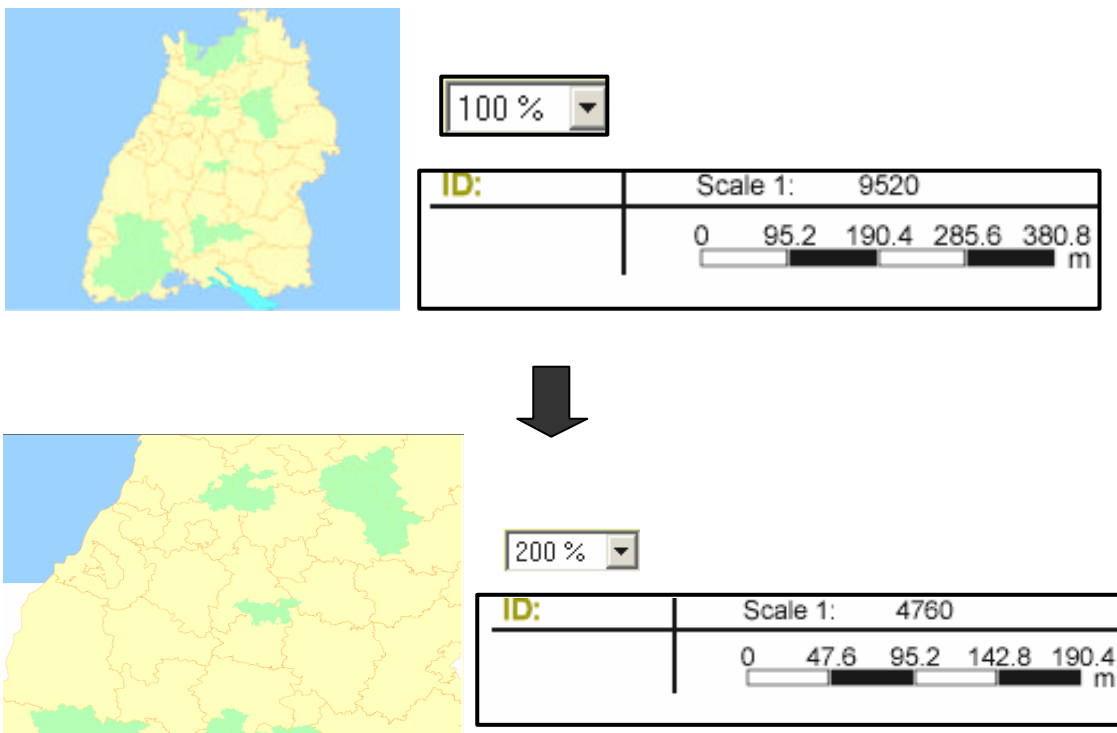 100 %
ID: Scale 1: 9520
0 95.2 190.4 285.6 380.8
m
200 %
ID: Scale 1: 4760
0 47.6 95.2 142.8 190.4
m